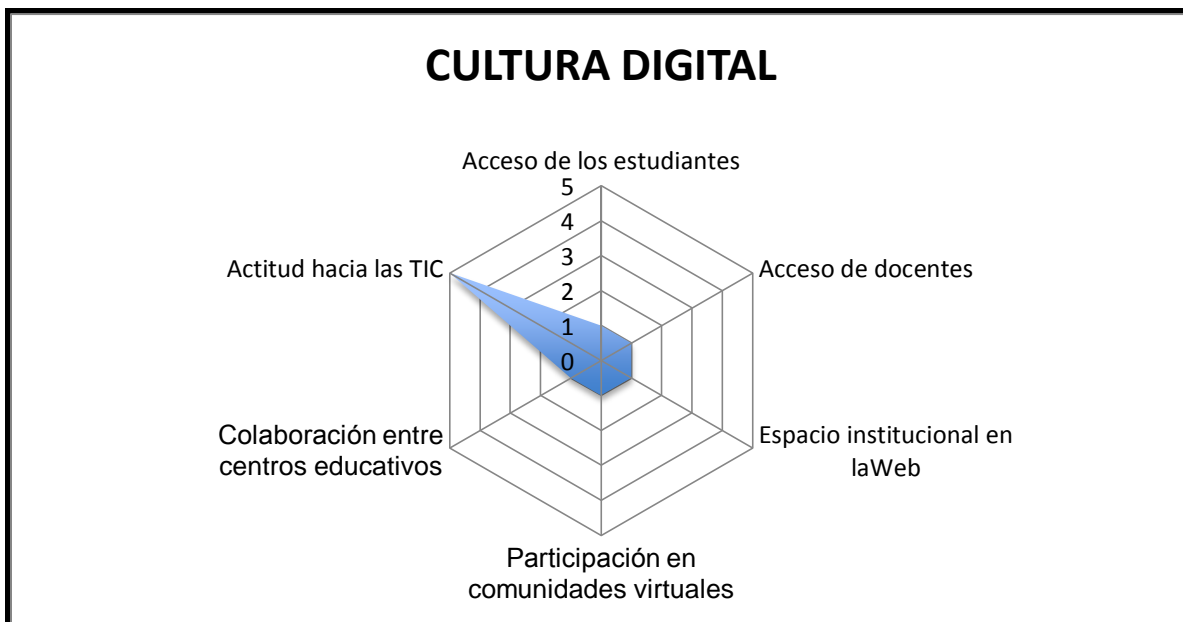 CULTURA DIGITAL
Acceso de los estudiantes
5
4
3
2
1
0
Acceso de docentes
Espacio institucional en
laWeb
Participación en
comunidades virtuales
Colaboración entre
centros educativos
Actitud hacia las TIC